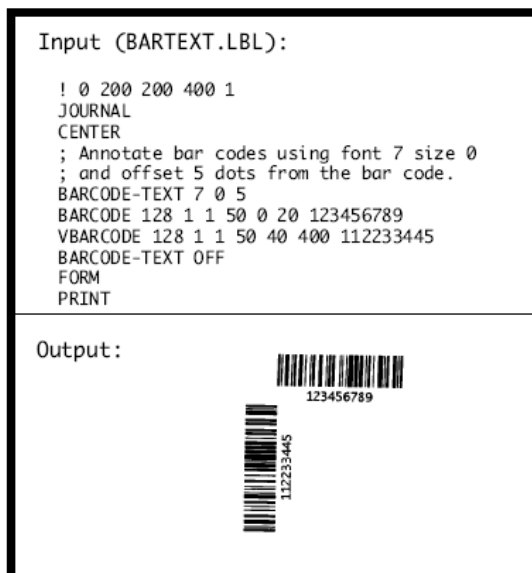 Input (BARTEXT.LBL):
! 0 200 200 400 1
JOURNAL
CENTER
; Annotate bar codes using font 7 size 0
; and offset 5 dots from the bar code.
BARCODE-TEXT 7 0 5
BARCODE 128 1 1 50 0 20 123456789
VBARCODE 128 1 1 50 40 400 112233445
BARCODE-TEXT OFF
FORM
PRINT
Output:
123456789
112233445